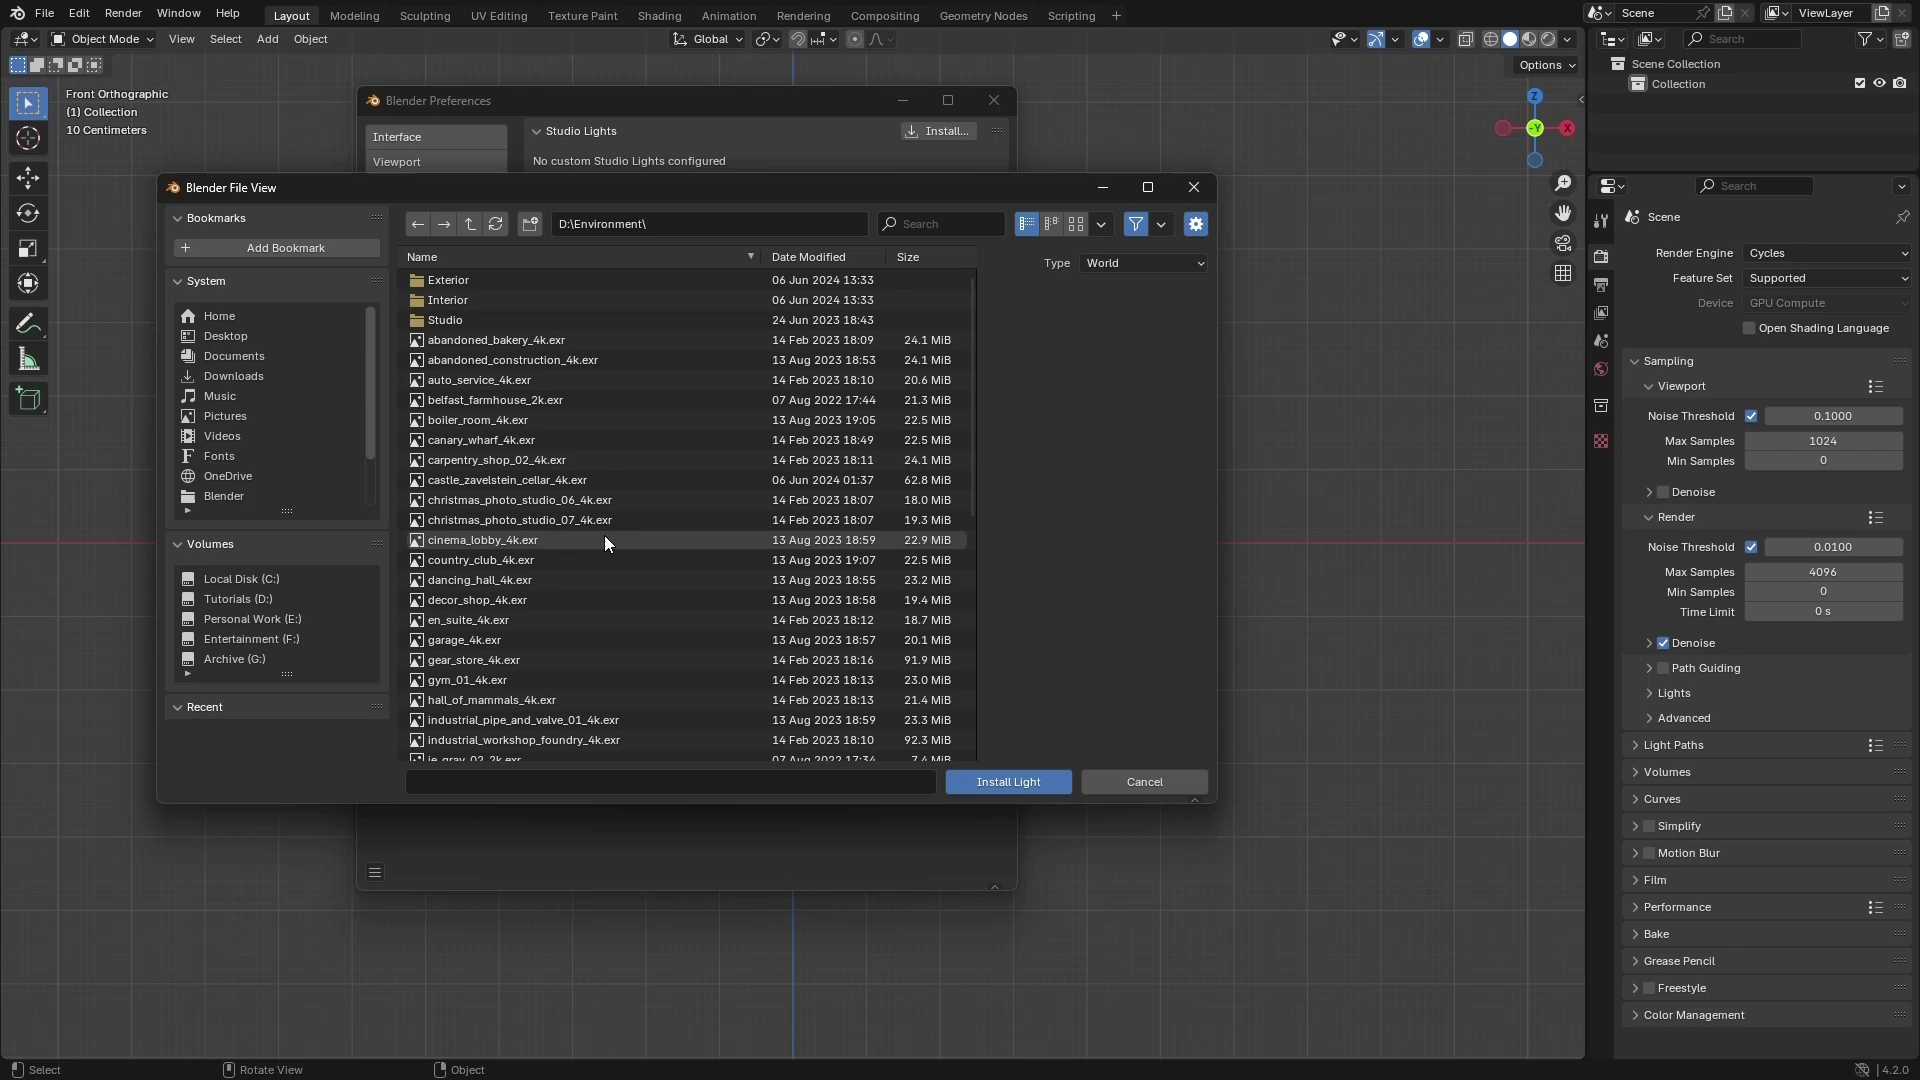 File Edit Render Window Help Layout Modeling Sculpting UV Editing Texture Paint Shading Animation Rendering Compositing Geometry Nodes Scripting + Scene ViewLayer
Object Mode View Select Add Object Global Search
Options
Front Orthographic
(1) Collection
10 Centimeters
Z
-Y
X
Scene Collection
Collection
Blender Preferences
Interface
Viewport
Studio Lights
Install...
No custom Studio Lights configured
Blender File View
Bookmarks
Add Bookmark
System
Home
Desktop
Documents
Downloads
Music
Pictures
Videos
Fonts
OneDrive
Blender
Volumes
Local Disk (C:)
Tutorials (D:)
Personal Work (E:)
Entertainment (F:)
Archive (G:)
Recent
D:\Environment\
Search
Name Date Modified Size
Exterior 06 Jun 2024 13:33
Interior 06 Jun 2024 13:33
Studio 24 Jun 2023 18:43
abandoned_bakery_4k.exr 14 Feb 2023 18:09 24.1 MiB
abandoned_construction_4k.exr 13 Aug 2023 18:53 24.1 MiB
auto_service_4k.exr 14 Feb 2023 18:10 20.6 MiB
belfast_farmhouse_2k.exr 07 Aug 2022 17:44 21.3 MiB
boiler_room_4k.exr 13 Aug 2023 19:05 22.5 MiB
canary_wharf_4k.exr 14 Feb 2023 18:49 22.5 MiB
carpentry_shop_02_4k.exr 14 Feb 2023 18:11 24.1 MiB
castle_zavelstein_cellar_4k.exr 06 Jun 2024 01:37 62.8 MiB
christmas_photo_studio_06_4k.exr 14 Feb 2023 18:07 18.0 MiB
christmas_photo_studio_07_4k.exr 14 Feb 2023 18:07 19.3 MiB
cinema_lobby_4k.exr 13 Aug 2023 18:59 22.9 MiB
country_club_4k.exr 13 Aug 2023 19:07 22.5 MiB
dancing_hall_4k.exr 13 Aug 2023 18:55 23.2 MiB
decor_shop_4k.exr 13 Aug 2023 18:58 19.4 MiB
en_suite_4k.exr 14 Feb 2023 18:12 18.7 MiB
garage_4k.exr 13 Aug 2023 18:57 20.1 MiB
gear_store_4k.exr 14 Feb 2023 18:16 91.9 MiB
gym_01_4k.exr 14 Feb 2023 18:13 23.0 MiB
hall_of_mammals_4k.exr 14 Feb 2023 18:13 21.4 MiB
industrial_pipe_and_valve_01_4k.exr 13 Aug 2023 18:59 23.3 MiB
industrial_workshop_foundry_4k.exr 14 Feb 2023 18:10 92.3 MiB
Type World
Install Light
Cancel
Search
Scene
Render Engine Cycles
Feature Set Supported
Device GPU Compute
Open Shading Language
Sampling
Viewport
Noise Threshold 0.1000
Max Samples 1024
Min Samples 0
Denoise
Render
Noise Threshold 0.0100
Max Samples 4096
Min Samples 0
Time Limit 0 s
Denoise
Path Guiding
Lights
Advanced
Light Paths
Volumes
Curves
Simplify
Motion Blur
Film
Performance
Bake
Grease Pencil
Freestyle
Color Management
Select Rotate View Object 4.2.0